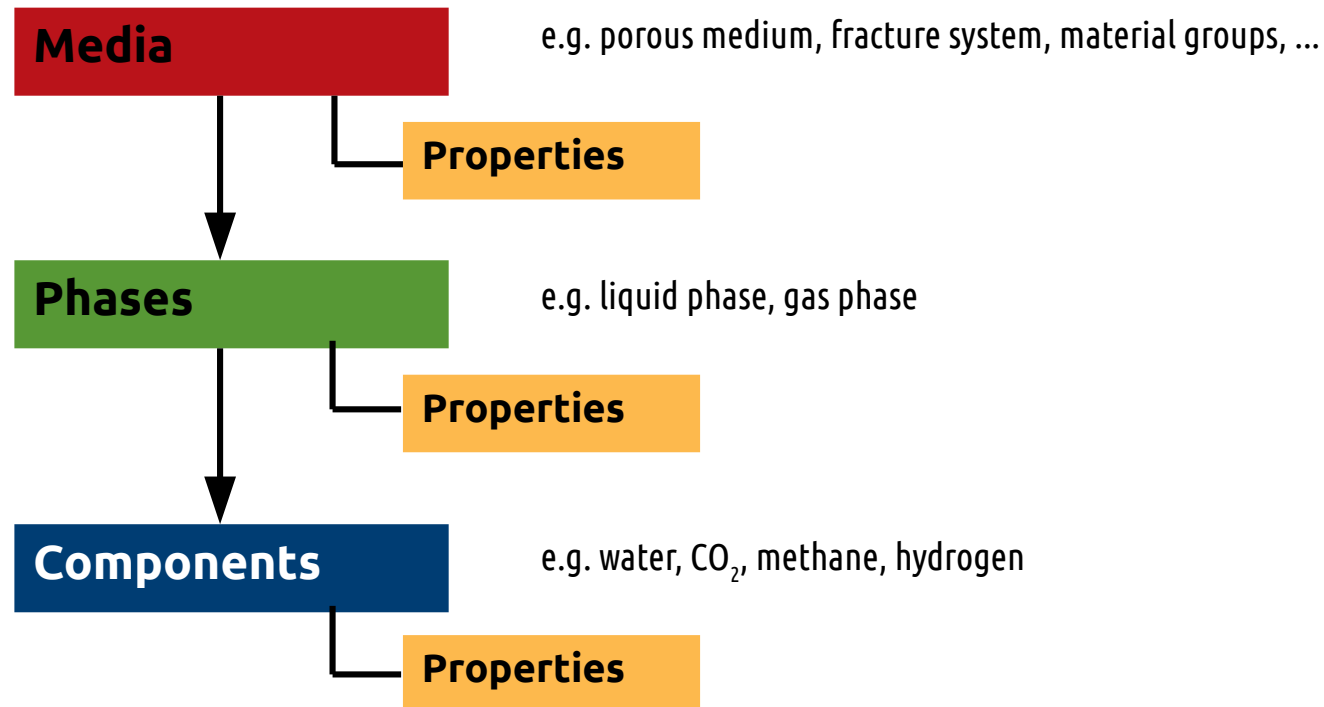 Media
e.g. porous medium, fracture system, material groups, ...
Properties
Phases
e.g. liquid phase, gas phase
Properties
Components
e.g. water, CO₂, methane, hydrogen
Properties